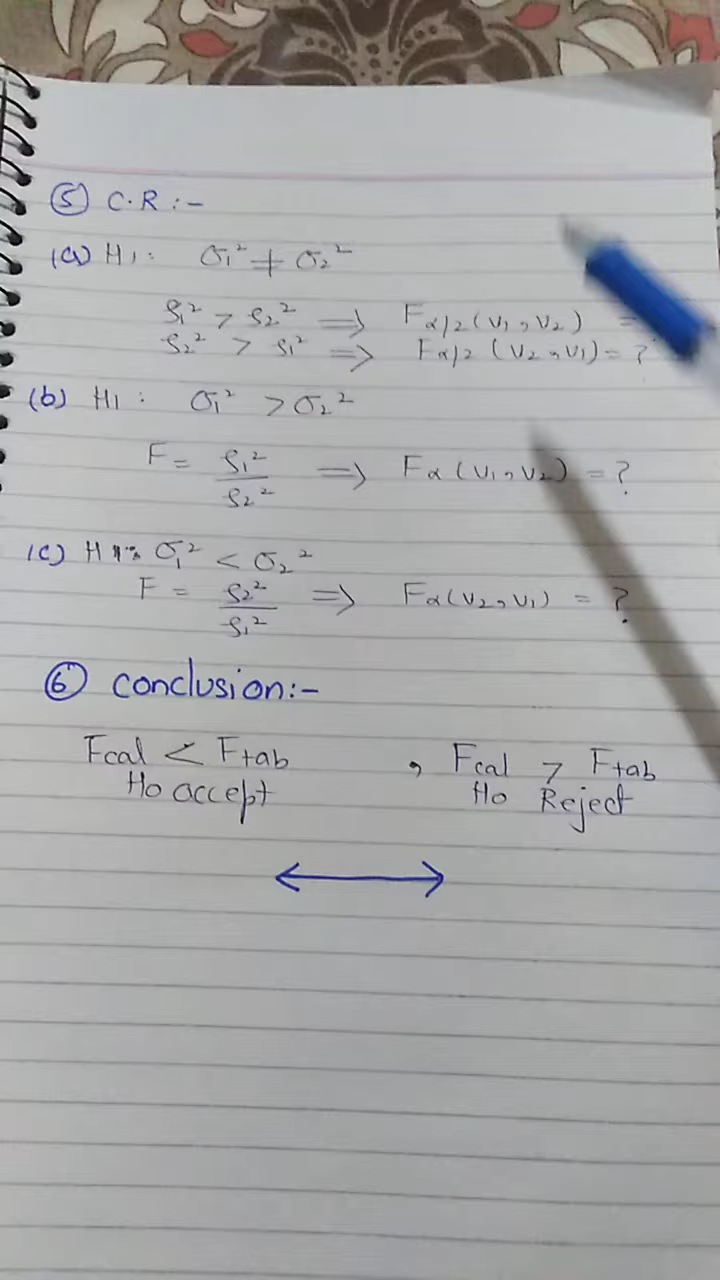 ⑤ C.R :-
(a) H1 : σ1² ≠ σ2²
s1² > s2² ⟹ Fα/2 (v1, v2) =
s2² > s1² ⟹ Fα/2 (v2, v1) = ?
(b) H1 : σ1² > σ2²
F = s1²/s2² ⟹ Fα (v1, v2) = ?
(c) H1: σ1² < σ2²
F = s2²/s1² ⟹ Fα (v2, v1) = ?
⑥ Conclusion:-
Fcal < Ftab , Fcal > Ftab
Ho accept Ho Reject